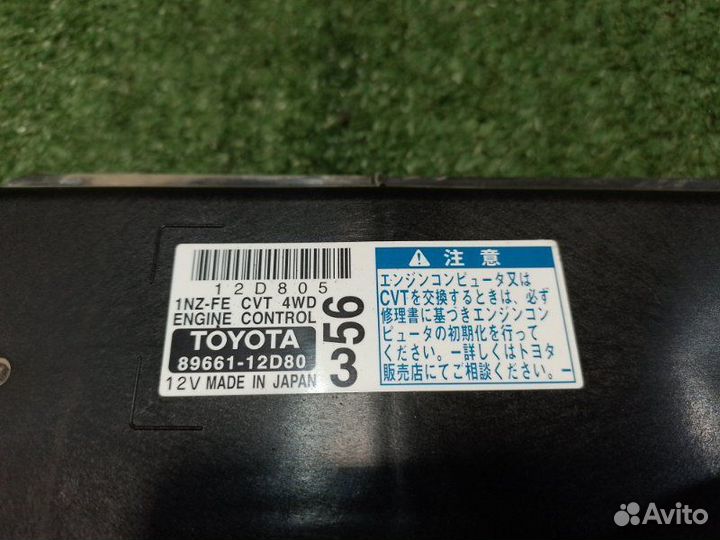 12D805
1NZ-FE CVT 4WD
ENGINE CONTROL
TOYOTA
89661-12D80
12V MADE IN JAPAN
356
注意
エンジンコンピュータ又は
CVTを交換するときは、必ず
修理書に基づきエンジンコン
ピュータの初期化を行って
ください。ー詳しくはトヨタ
販売店にてご相談ください。ー
Avito